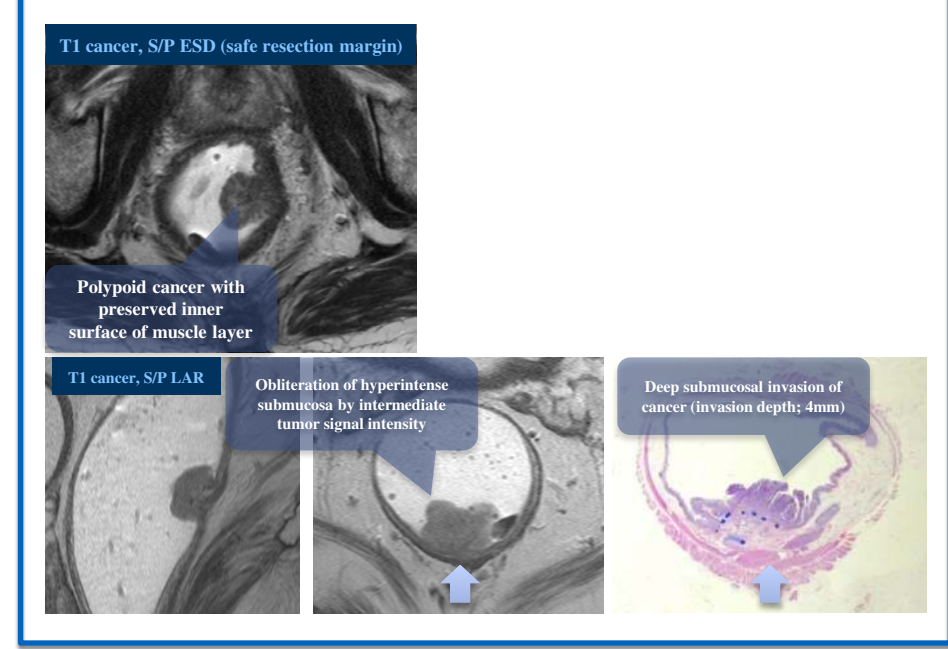 T1 cancer, S/P ESD (safe resection margin)
Polypoid cancer with
preserved inner
surface of muscle layer
T1 cancer, S/P LAR
Obliteration of hyperintense
submucosa by intermediate
tumor signal intensity
Deep submucosal invasion of
cancer (invasion depth; 4mm)